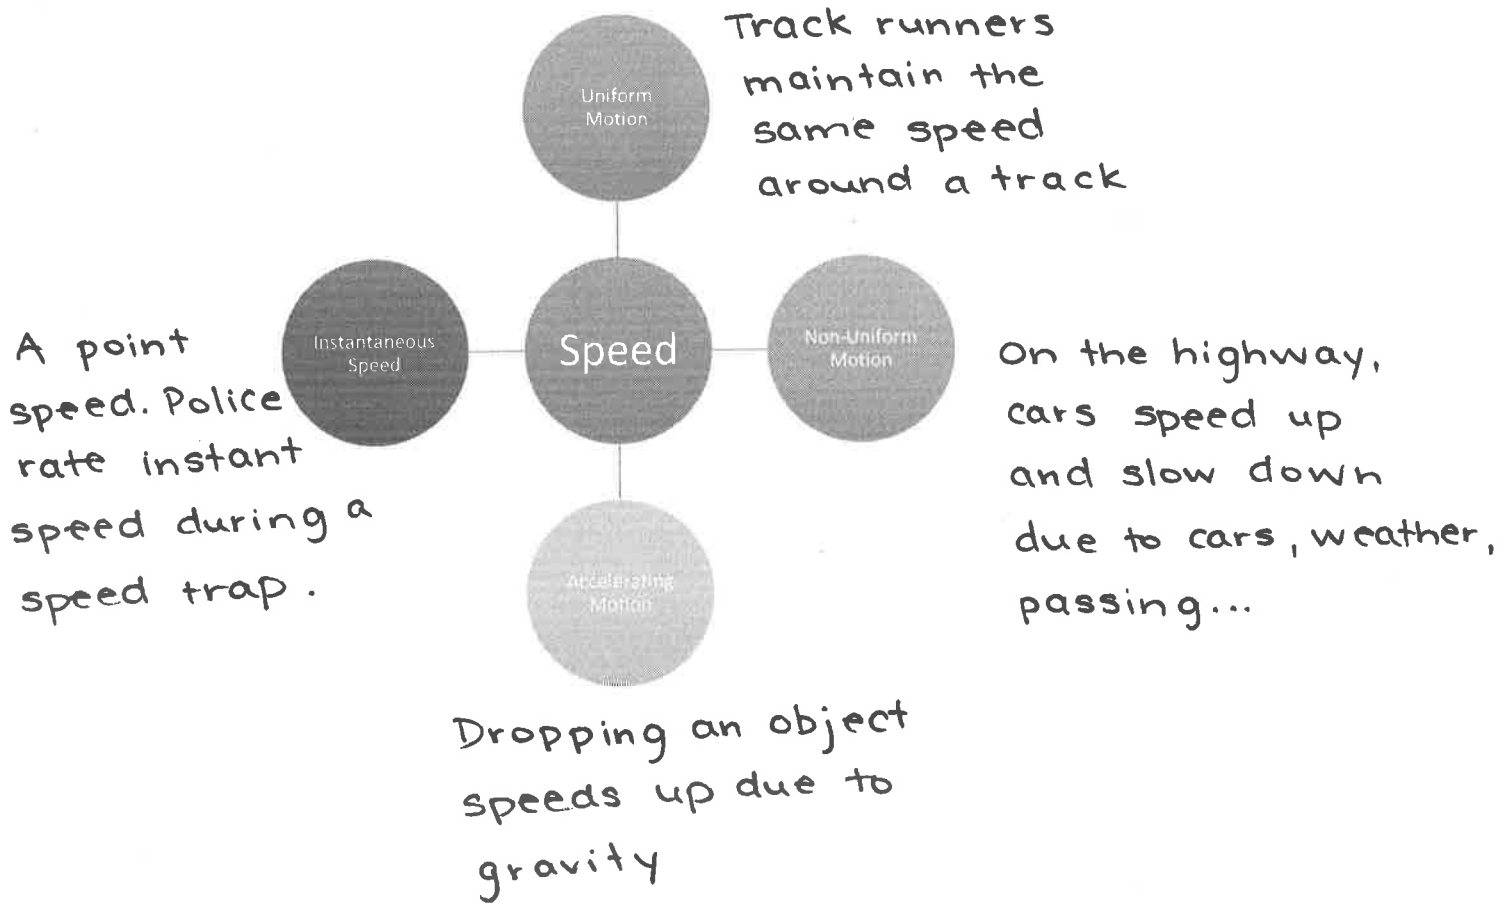 Uniform
Motion
Track runners
maintain the
same speed
around a track
Instantaneous
Speed
A point
speed. Police
rate instant
speed during a
speed trap.
Speed
Non-Uniform
Motion
On the highway,
cars speed up
and slow down
due to cars, weather,
passing...
Accelerating
Motion
Dropping an object
speeds up due to
gravity